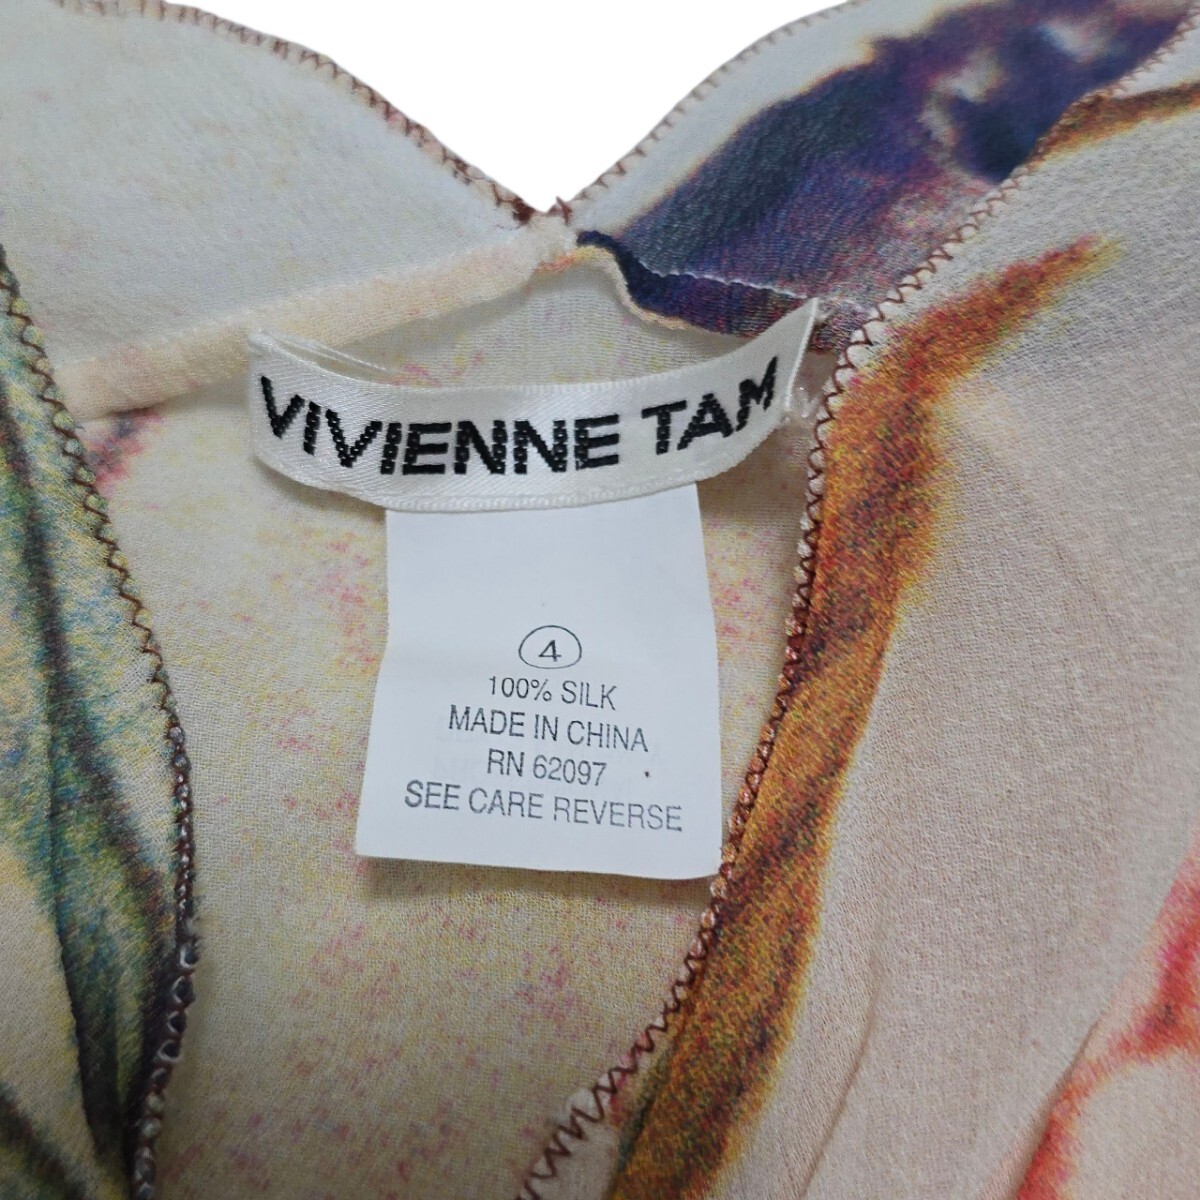 VIVIENNE TAM
4
100% SILK
MADE IN CHINA
RN 62097
SEE CARE REVERSE